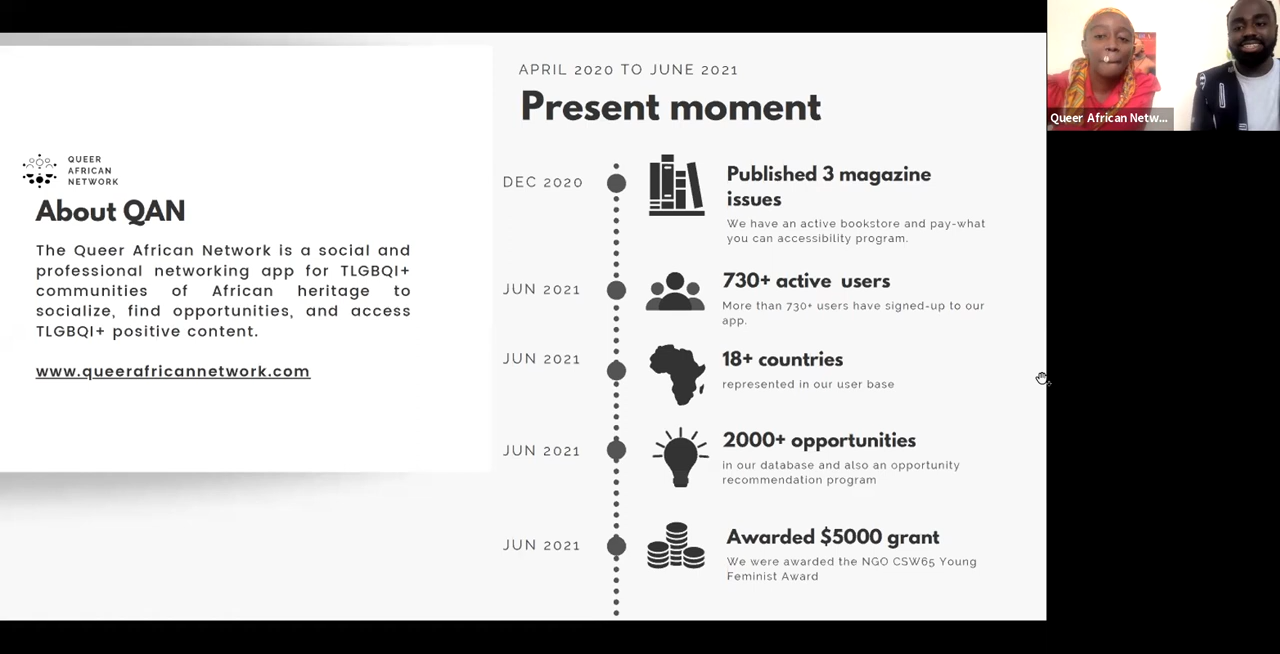 QUEER
AFRICAN
NETWORK
About QAN
The Queer African Network is a social and
professional networking app for TLGBQI+
communities of African heritage to
socialize, find opportunities, and access
TLGBQI+ positive content.
www.queerafricannetwork.com
APRIL 2020 TO JUNE 2021
Present moment
DEC 2020
Published 3 magazine
issues
We have an active bookstore and pay-what
you can accessibility program.
JUN 2021
730+ active users
More than 730+ users have signed-up to our
app.
JUN 2021
18+ countries
represented in our user base
JUN 2021
2000+ opportunities
in our database and also an opportunity
recommendation program
JUN 2021
Awarded $5000 grant
We were awarded the NGO CSW65 Young
Feminist Award
Queer African Netw...